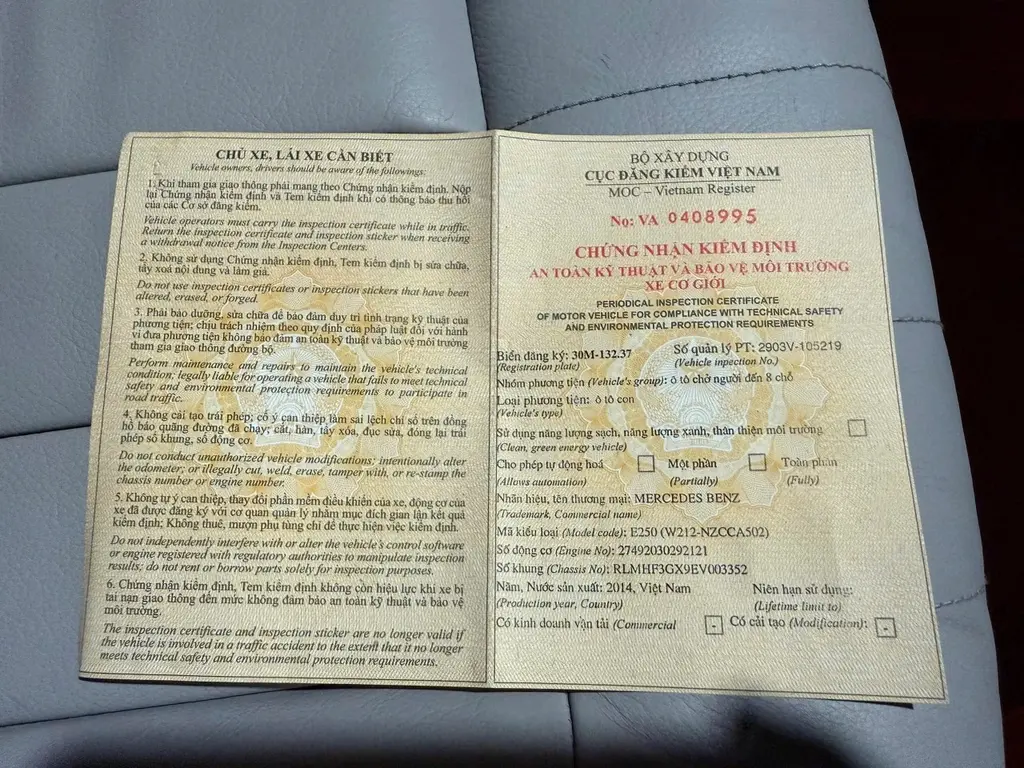 CHỦ XE, LÁI XE CẦN BIẾT
Vehicle owners, drivers should be aware of the followings:
1. Khi tham gia giao thông phải mang theo Chứng nhận kiểm định. Nộp
lại Chứng nhận kiểm định và Tem kiểm định khi có thông báo thu hồi
của các Cơ sở đăng kiểm.
Vehicle operators must carry the inspection certificate while in traffic.
Return the inspection certificate and inspection sticker when receiving
a withdrawal notice from the Inspection Centers.
2. Không sử dụng Chứng nhận kiểm định, Tem kiểm định bị sửa chữa,
tẩy xoá nội dung và làm giả.
Do not use inspection certificates or inspection stickers that have been
altered, erased, or forged.
3. Phải bảo dưỡng, sửa chữa để bảo đảm duy trì tình trạng kỹ thuật của
phương tiện; chịu trách nhiệm theo quy định của pháp luật đối với hành
vi đưa phương tiện không bảo đảm an toàn kỹ thuật và bảo vệ môi trường
tham gia giao thông đường bộ.
Perform maintenance and repairs to maintain the vehicle's technical
condition; legally liable for operating a vehicle that fails to meet technical
safety and environmental protection requirements to participate in
road traffic.
4. Không cải tạo trái phép; cố ý can thiệp làm sai lệch chỉ số trên đồng
hồ báo quãng đường đã chạy; cắt, hàn, tẩy xóa, đục sửa, đóng lại trái
phép số khung, số động cơ.
Do not conduct unauthorized vehicle modifications; intentionally alter
the odometer; or illegally cut, weld, erase, tamper with, or re-stamp the
chassis number or engine number.
5. Không tự ý can thiệp, thay đổi phần mềm điều khiển của xe, động cơ của
xe đã được đăng ký với cơ quan quản lý nhằm mục đích gian lận kết quả
kiểm định; Không thuê, mượn phụ tùng chỉ để thực hiện việc kiểm định.
Do not independently interfere with or alter the vehicle's control software
or engine registered with regulatory authorities to manipulate inspection
results; do not rent or borrow parts solely for inspection purposes.
6. Chứng nhận kiểm định, Tem kiểm định không còn hiệu lực khi xe bị
tai nạn giao thông đến mức không đảm bảo an toàn kỹ thuật và bảo vệ
môi trường.
The inspection certificate and inspection sticker are no longer valid if
the vehicle is involved in a traffic accident to the extent that it no longer
meets technical safety and environmental protection requirements.
BỘ XÂY DỰNG
CỤC ĐĂNG KIỂM VIỆT NAM
MOC – Vietnam Register
No: VA 0408995
CHỨNG NHẬN KIỂM ĐỊNH
AN TOÀN KỸ THUẬT VÀ BẢO VỆ MÔI TRƯỜNG
XE CƠ GIỚI
PERIODICAL INSPECTION CERTIFICATE
OF MOTOR VEHICLE FOR COMPLIANCE WITH TECHNICAL SAFETY
AND ENVIRONMENTAL PROTECTION REQUIREMENTS
Biển đăng ký: 30M-132.37 Số quản lý PT: 2903V-105219
(Registration plate) (Vehicle inpection No.)
Nhóm phương tiện (Vehicle's group): ô tô chở người đến 8 chỗ
Loại phương tiện: ô tô con
(Vehicle's type)
Sử dụng năng lượng sạch, năng lượng xanh, thân thiện môi trường
(Clean, green energy vehicle)
Cho phép tự động hoá Một phần Toàn phần
(Allows automation) (Partially) (Fully)
Nhãn hiệu, tên thương mại: MERCEDES BENZ
(Trademark, Commercial name)
Mã kiểu loại (Model code): E250 (W212-NZCCA502)
Số động cơ (Engine No): 27492030292121
Số khung (Chassis No): RLMHF3GX9EV003352
Năm, Nước sản xuất: 2014, Việt Nam Niên hạn sử dụng:
(Production year, Country) (Lifetime limit to)
Có kinh doanh vận tải (Commercial - Có cải tạo (Modification): -